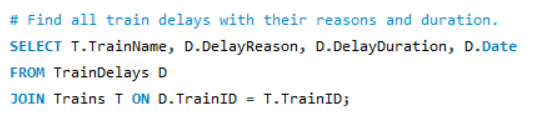 # Find all train delays with their reasons and duration.
SELECT T.TrainName, D.DelayReason, D.DelayDuration, D.Date
FROM TrainDelays D
JOIN Trains T ON D.TrainID = T.TrainID;